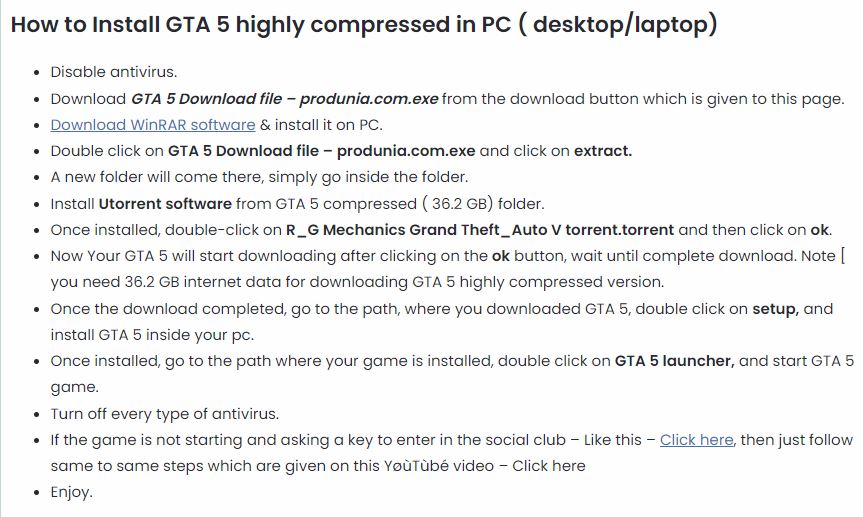 How to Install GTA 5 highly compressed in PC ( desktop/laptop)
• Disable antivirus.
• Download GTA 5 Download file – produnia.com.exe from the download button which is given to this page.
• Download WinRAR software & install it on PC.
• Double click on GTA 5 Download file – produnia.com.exe and click on extract.
• A new folder will come there, simply go inside the folder.
• Install Utorrent software from GTA 5 compressed ( 36.2 GB) folder.
• Once installed, double-click on R_G Mechanics Grand Theft_Auto V torrent.torrent and then click on ok.
• Now Your GTA 5 will start downloading after clicking on the ok button, wait until complete download. Note [
you need 36.2 GB internet data for downloading GTA 5 highly compressed version.
• Once the download completed, go to the path, where you downloaded GTA 5, double click on setup, and
install GTA 5 inside your pc.
• Once installed, go to the path where your game is installed, double click on GTA 5 launcher, and start GTA 5
game.
• Turn off every type of antivirus.
• If the game is not starting and asking a key to enter in the social club – Like this – Click here, then just follow
same to same steps which are given on this YøùTùbé video – Click here
• Enjoy.